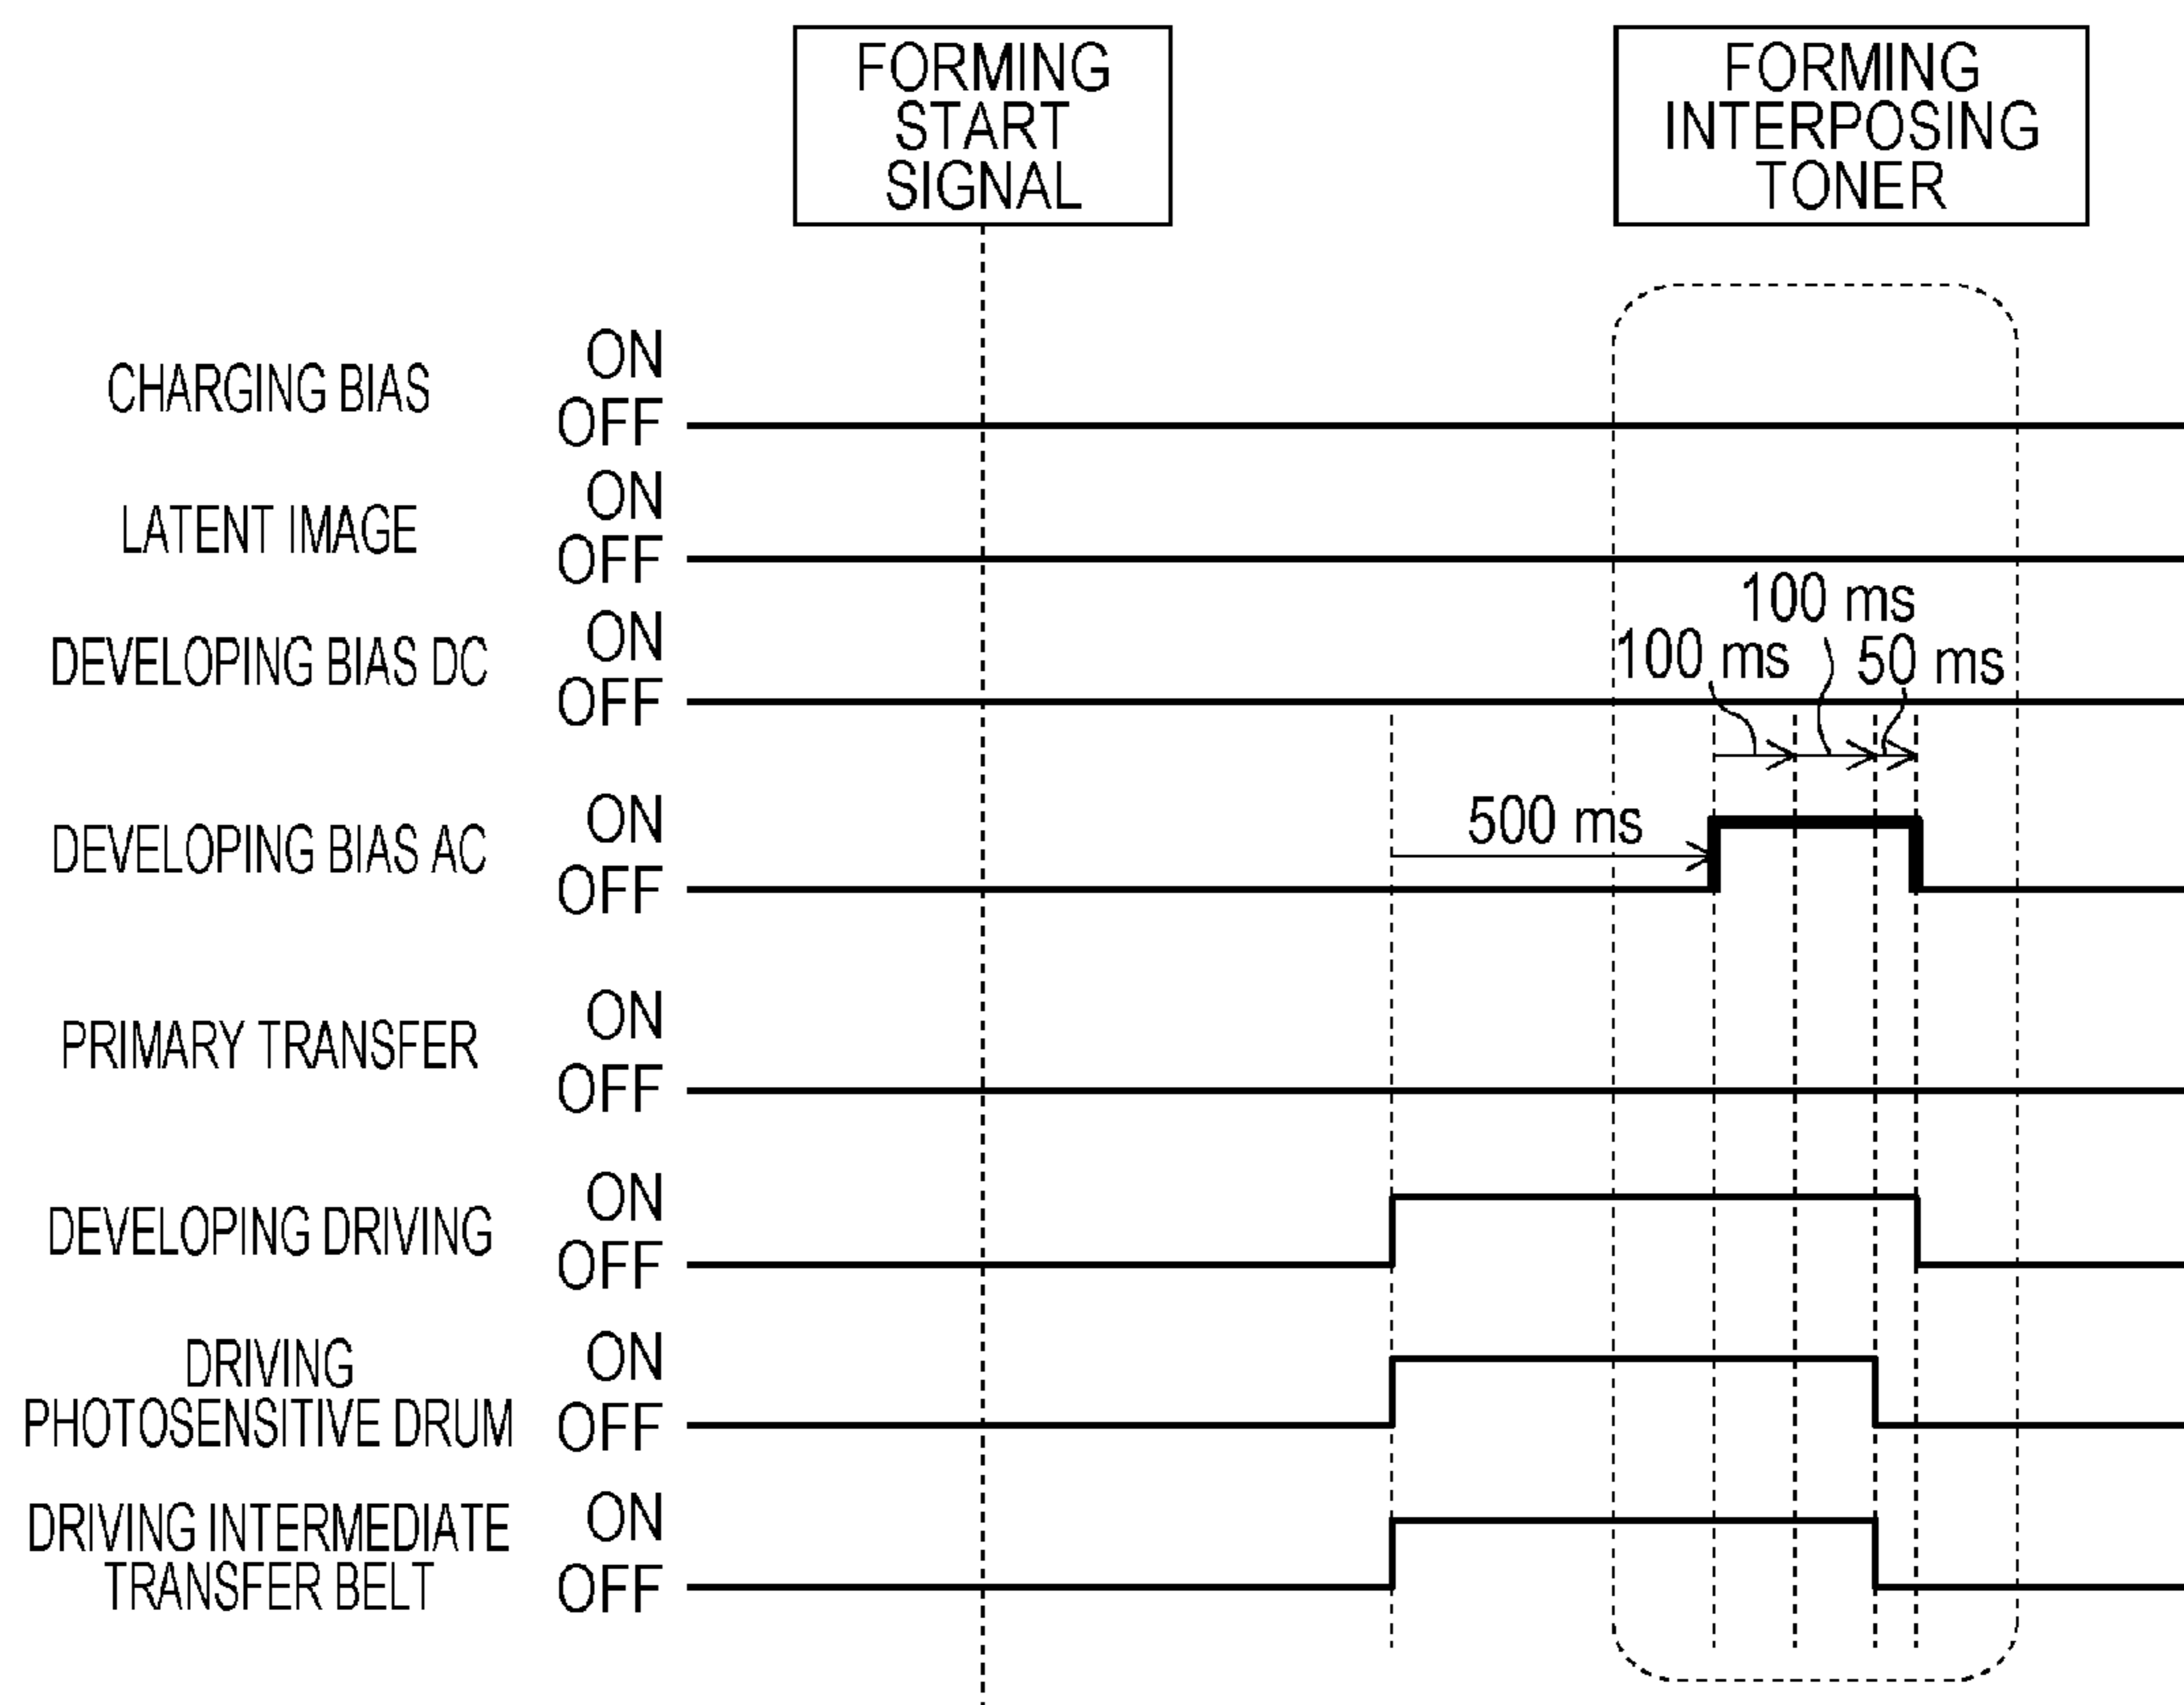 FORMING
START
SIGNAL
FORMING
INTERPOSING
TONER
CHARGING BIAS
ON
OFF
LATENT IMAGE
ON
OFF
DEVELOPING BIAS DC
ON
OFF
100 ms
100 ms
50 ms
DEVELOPING BIAS AC
ON
OFF
500 ms
PRIMARY TRANSFER
ON
OFF
DEVELOPING DRIVING
ON
OFF
DRIVING
PHOTOSENSITIVE DRUM
ON
OFF
DRIVING INTERMEDIATE
TRANSFER BELT
ON
OFF